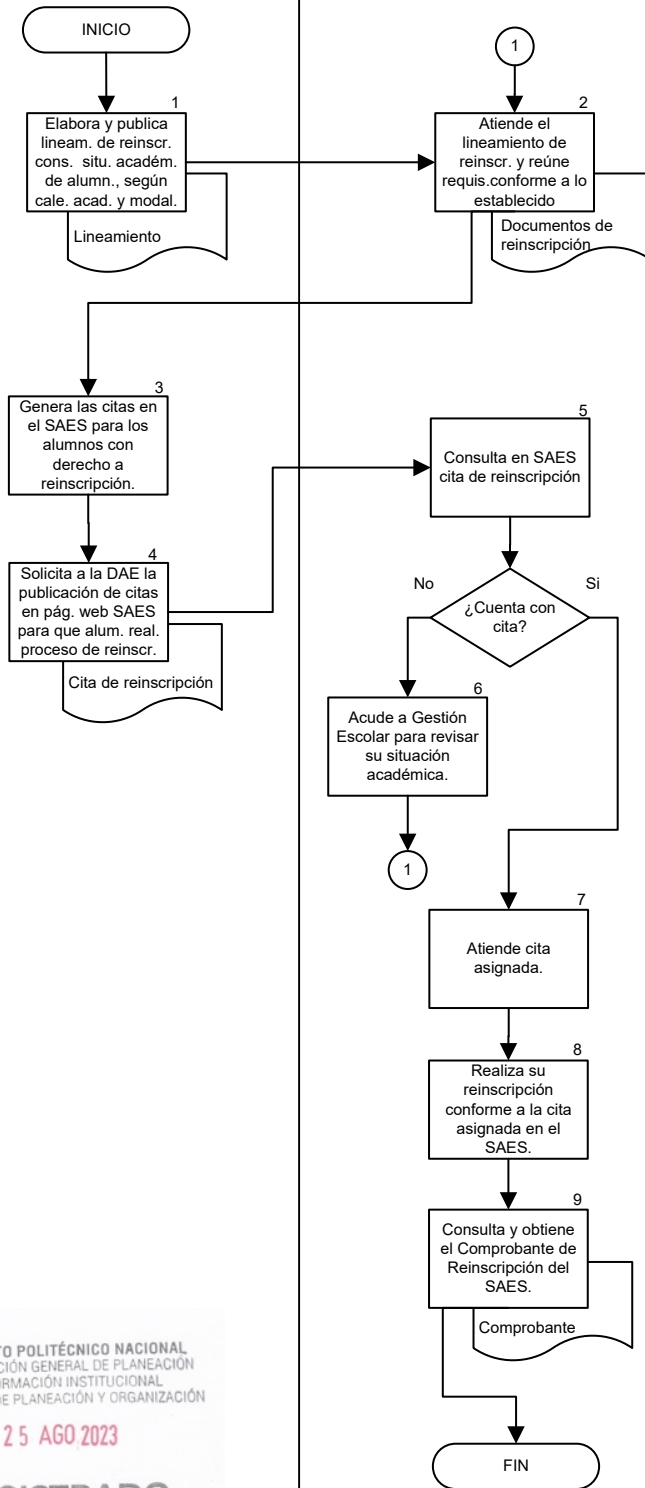 INICIO
1
Elabora y publica
lineam. de reinscr.
cons. situ. académ.
de alumn., según
cale. acad. y modal.
Lineamiento
1
2
Atiende el
lineamiento de
reinscr. y reúne
requis.conforme a lo
establecido
Documentos de
reinscripción
3
Genera las citas en
el SAES para los
alumnos con
derecho a
reinscripción.
4
Solicita a la DAE la
publicación de citas
en pág. web SAES
para que alum. real.
proceso de reinscr.
Cita de reinscripción
5
Consulta en SAES
cita de reinscripción
No
¿Cuenta con
cita?
Si
6
Acude a Gestión
Escolar para revisar
su situación
académica.
1
7
Atiende cita
asignada.
8
Realiza su
reinscripción
conforme a la cita
asignada en el
SAES.
9
Consulta y obtiene
el Comprobante de
Reinscripción del
SAES.
Comprobante
FIN
O POLITÉCNICO NACIONAL
CIÓN GENERAL DE PLANEACIÓN
RMACIÓN INSTITUCIONAL
E PLANEACIÓN Y ORGANIZACIÓN
25 AGO 2023